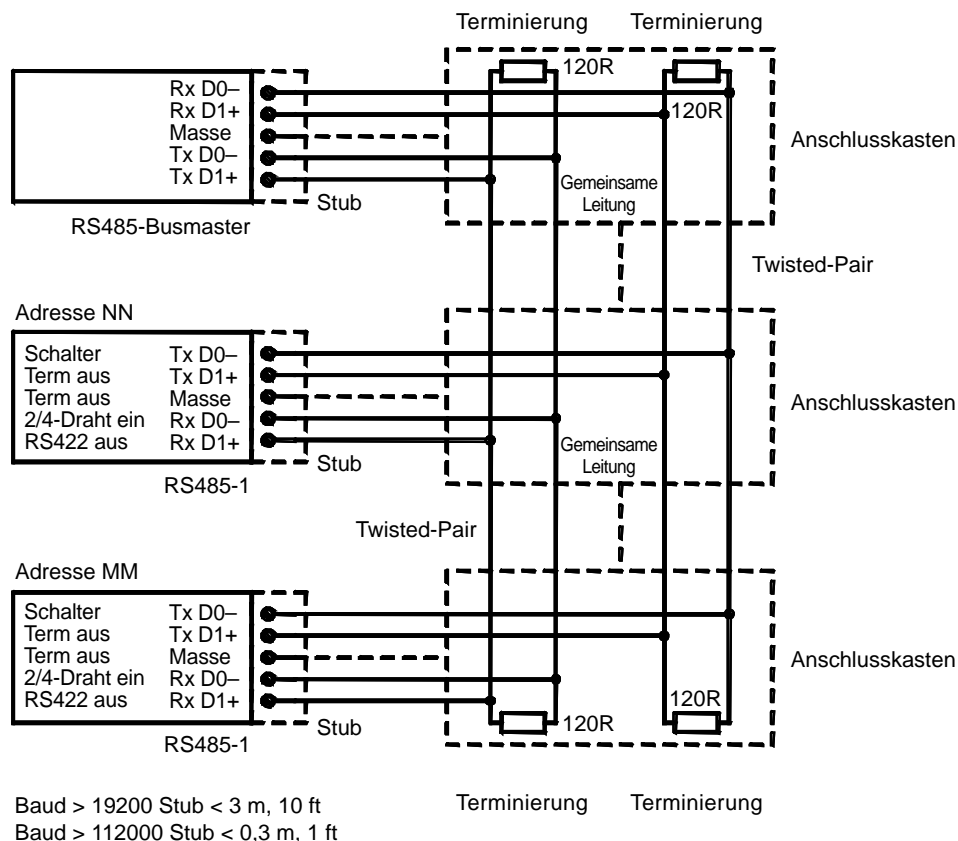 Terminierung Terminierung
120R
120R
Rx D0–
Rx D1+
Masse
Tx D0–
Tx D1+
Stub
RS485-Busmaster
Gemeinsame
Leitung
Anschlusskasten
Twisted-Pair
Adresse NN
Schalter Tx D0–
Term aus Tx D1+
Term aus Masse
2/4-Draht ein Rx D0–
RS422 aus Rx D1+
Stub
RS485-1
Gemeinsame
Leitung
Anschlusskasten
Twisted-Pair
Adresse MM
Schalter Tx D0–
Term aus Tx D1+
Term aus Masse
2/4-Draht ein Rx D0–
RS422 aus Rx D1+
Stub
RS485-1
120R
120R
Anschlusskasten
Terminierung Terminierung
Baud > 19200 Stub < 3 m, 10 ft
Baud > 112000 Stub < 0,3 m, 1 ft